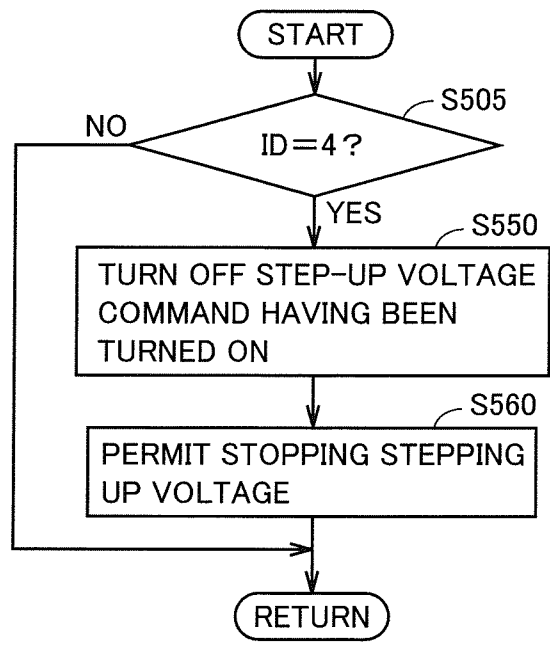 START
S505
NO
ID=4?
YES
S550
TURN OFF STEP-UP VOLTAGE
COMMAND HAVING BEEN
TURNED ON
S560
PERMIT STOPPING STEPPING
UP VOLTAGE
RETURN